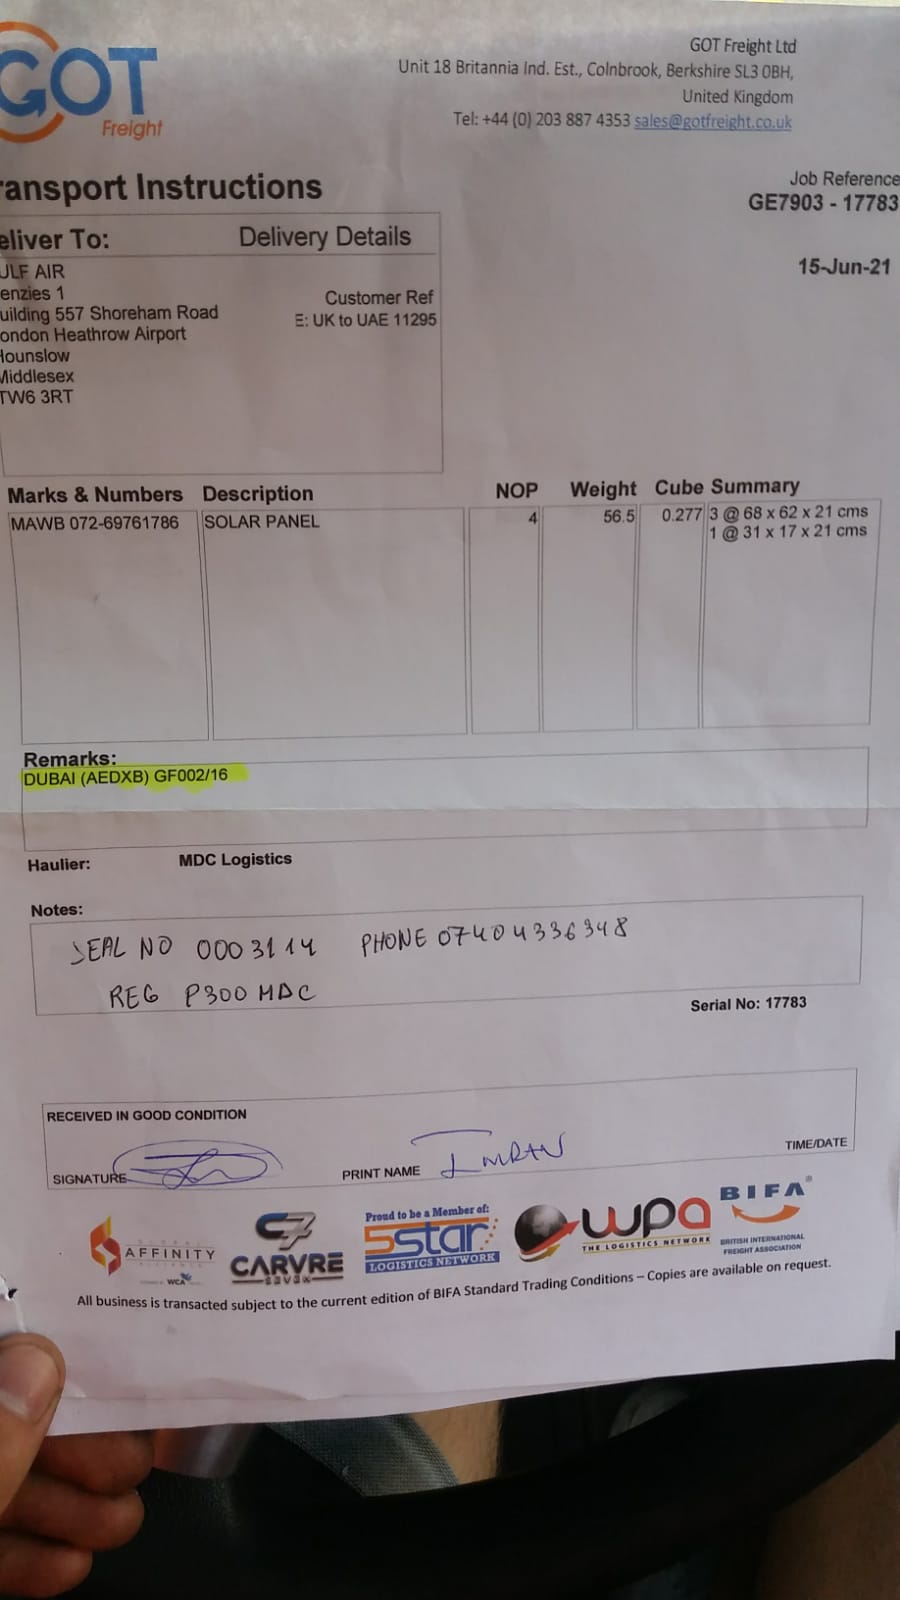 GOT
Freight
GOT Freight Ltd
Unit 18 Britannia Ind. Est., Colnbrook, Berkshire SL3 0BH,
United Kingdom
Tel: +44 (0) 203 887 4353 sales@gotfreight.co.uk
ransport Instructions
Job Reference
GE7903 - 17783
15-Jun-21
eliver To: Delivery Details
ULF AIR
enzies 1
uilding 557 Shoreham Road
ondon Heathrow Airport
Hounslow
Middlesex
TW6 3RT
Customer Ref
E: UK to UAE 11295
Marks & Numbers Description NOP Weight Cube Summary
MAWB 072-69761786 SOLAR PANEL 4 56.5 0.277 3 @ 68 x 62 x 21 cms
1 @ 31 x 17 x 21 cms
Remarks:
DUBAI (AEDXB) GF002/16
Haulier: MDC Logistics
Notes:
SEAL NO 0003114 PHONE 07404336348
REG P300 MDC
Serial No: 17783
RECEIVED IN GOOD CONDITION
SIGNATURE PRINT NAME IMRAN TIME/DATE
AFFINITY
WCA
C7
CARVRE
SEVEN
Proud to be a Member of:
5star
LOGISTICS NETWORK
wpa
THE LOGISTICS NETWORK
BIFA
BRITISH INTERNATIONAL
FREIGHT ASSOCIATION
All business is transacted subject to the current edition of BIFA Standard Trading Conditions – Copies are available on request.